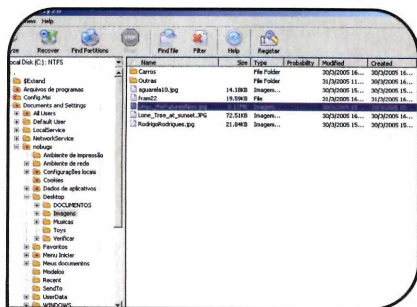 View Help
Recover Find Partitions STOP Find file Filter Help Register
ocal Disk (C:): NTFS
Name Size Type Probability Modified Created
$Extend
Arquivos de programas
Config.Msi
Documents and Settings
All Users
Default User
LocalService
NetworkService
nobugs
Ambiente de impressão
Ambiente de rede
Configurações locais
Cookies
Dados de aplicativos
Desktop
DOCUMENTOS
Imagens
Musicas
Toys
Verificar
Favoritos
Menu Iniciar
Meus documentos
Modelos
Recent
SendTo
UserData
WINDOWS
Carros File Folder 30/3/2005 16... 30/3/2005 16...
Outras File Folder 31/3/2005 11... 30/3/2005 16...
aguarela10.jpg 14.18KB Imagem... 30/3/2005 15... 30/3/2005 16...
fram22 19.59KB File 31/3/2005 16... 31/3/2005 16...
Lone_Tree_at_sunset.JPG 72.51KB Imagem... 30/3/2005 16... 30/3/2005 16...
RodrigoRodrigues.jpg 21.04KB Imagem... 30/3/2005 15... 30/3/2005 16...